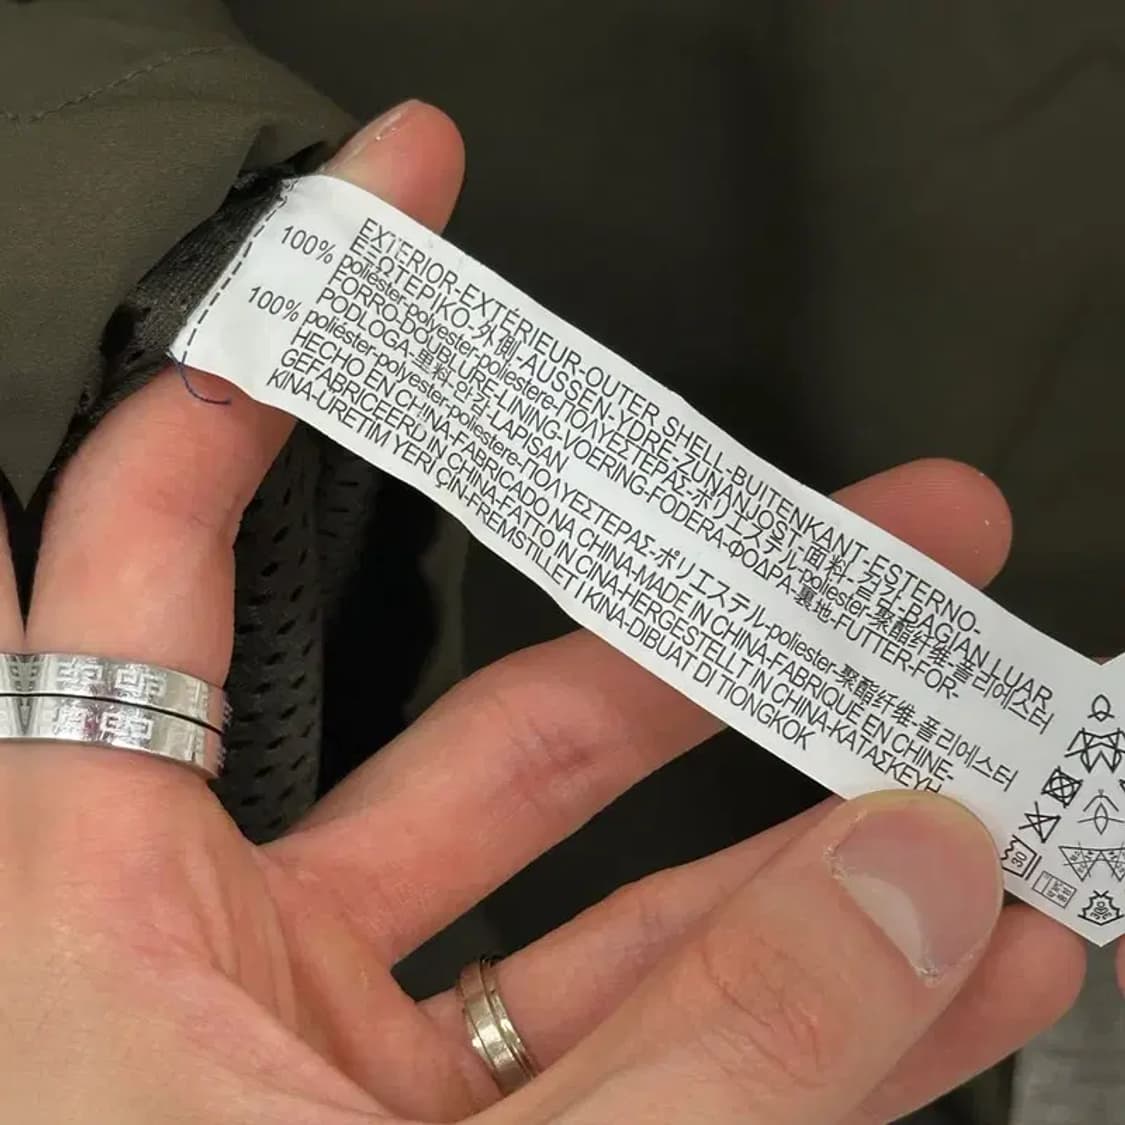 EXTERIOR-EXTÉRIEUR-OUTER SHELL-BUITENKANT-ESTERNO-
ΕΞΩΤΕΡΙΚΟ-外側-AUSSEN-YDRE-ZUNANJOST-面料-겉감-BAGIAN LUAR
100% poliéster-polyester-poliestere-ΠΟΛΥΕΣΤΕΡΑΣ-ポリエステル-poliester-聚酯纤维-폴리에스터
FORRO-DOUBLURE-LINING-VOERING-FODERA-ΦΟΔΡΑ-裏地-FUTTER-FOR-
PODLOGA-里料-안감-LAPISAN
100% poliéster-polyester-poliestere-ΠΟΛΥΕΣΤΕΡΑΣ-ポリエステル-poliester-聚酯纤维-폴리에스터
HECHO EN CHINA-FABRICADO NA CHINA-MADE IN CHINA-FABRIQUÉ EN CHINE-
GEFABRICEERD IN CHINA-FATTO IN CINA-HERGESTELLT IN CHINA-ΚΑΤΑΣΚΕΥΗ
KINA-ÜRETIM YERI ÇIN-FREMSTILLET I KINA-DIBUAT DI TIONGKOK
30